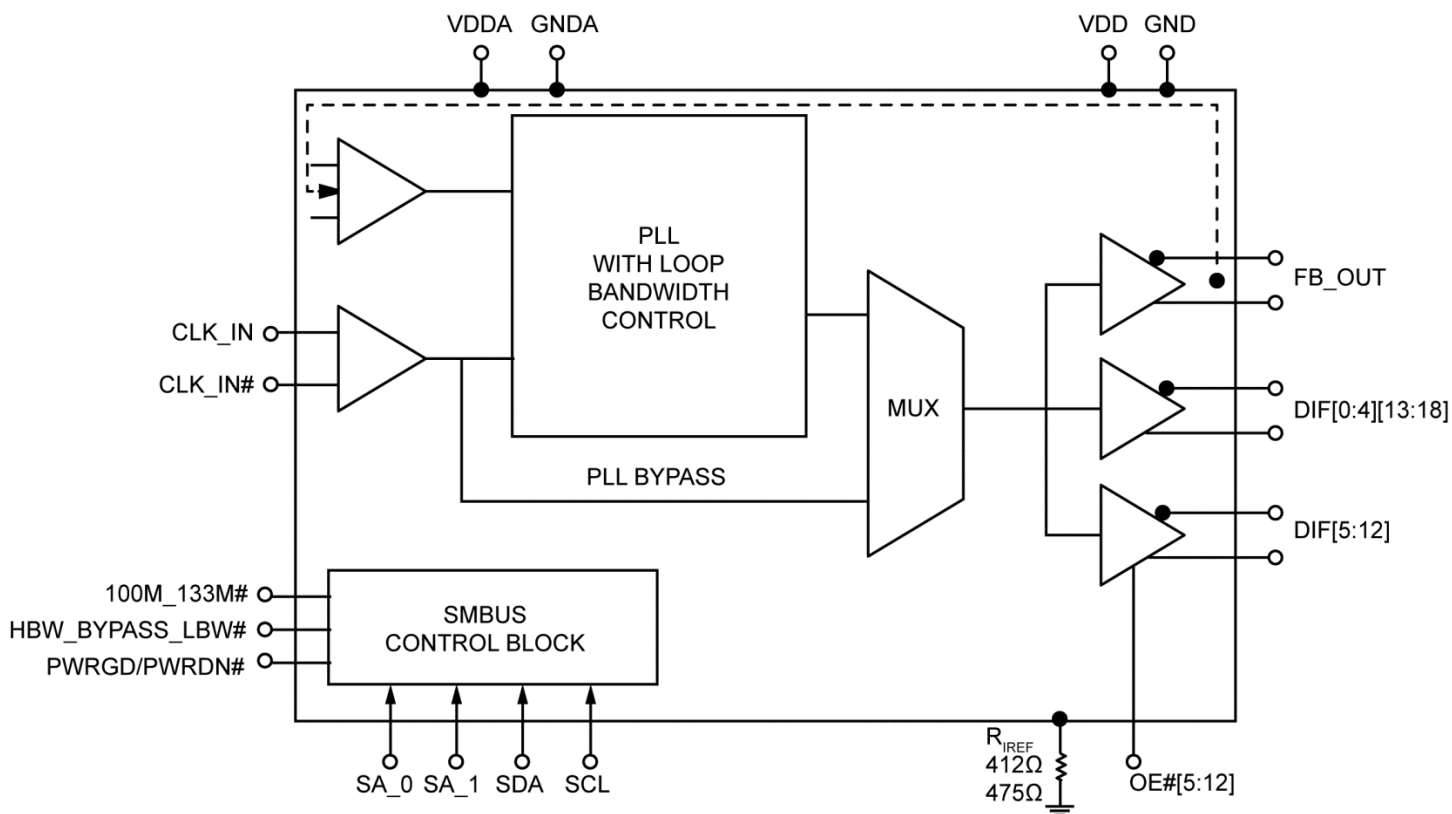 VDDA GNDA VDD GND
PLL
WITH LOOP
BANDWIDTH
CONTROL
FB_OUT
CLK_IN
CLK_IN#
MUX
DIF[0:4][13:18]
PLL BYPASS
DIF[5:12]
100M_133M#
HBW_BYPASS_LBW#
PWRGD/PWRDN#
SMBUS
CONTROL BLOCK
SA_0 SA_1 SDA SCL
RIREF
412Ω
475Ω
OE#[5:12]